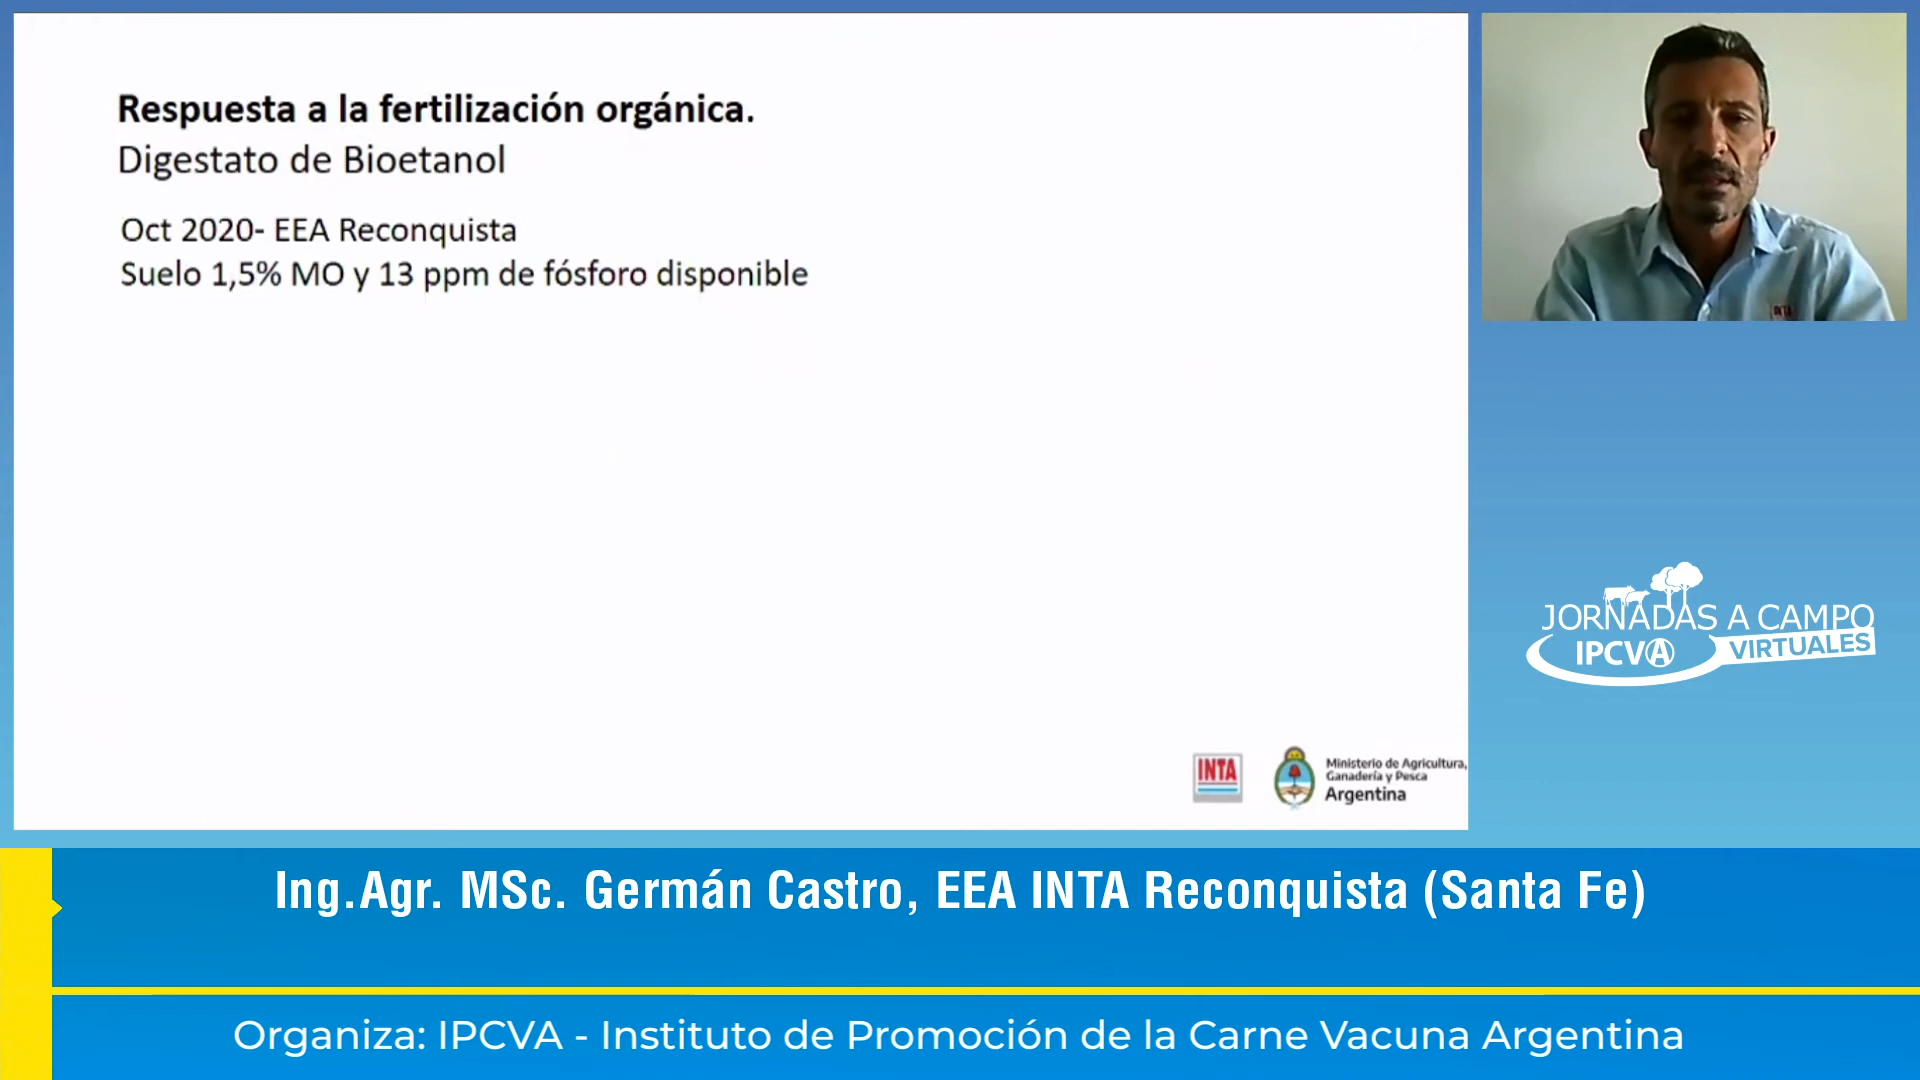 Respuesta a la fertilización orgánica.
Digestato de Bioetanol
Oct 2020- EEA Reconquista
Suelo 1,5% MO y 13 ppm de fósforo disponible
INTA
Ministerio de Agricultura,
Ganadería y Pesca
Argentina
INTA
JORNADAS A CAMPO
IPCVA VIRTUALES
Ing.Agr. MSc. Germán Castro, EEA INTA Reconquista (Santa Fe)
Organiza: IPCVA - Instituto de Promoción de la Carne Vacuna Argentina